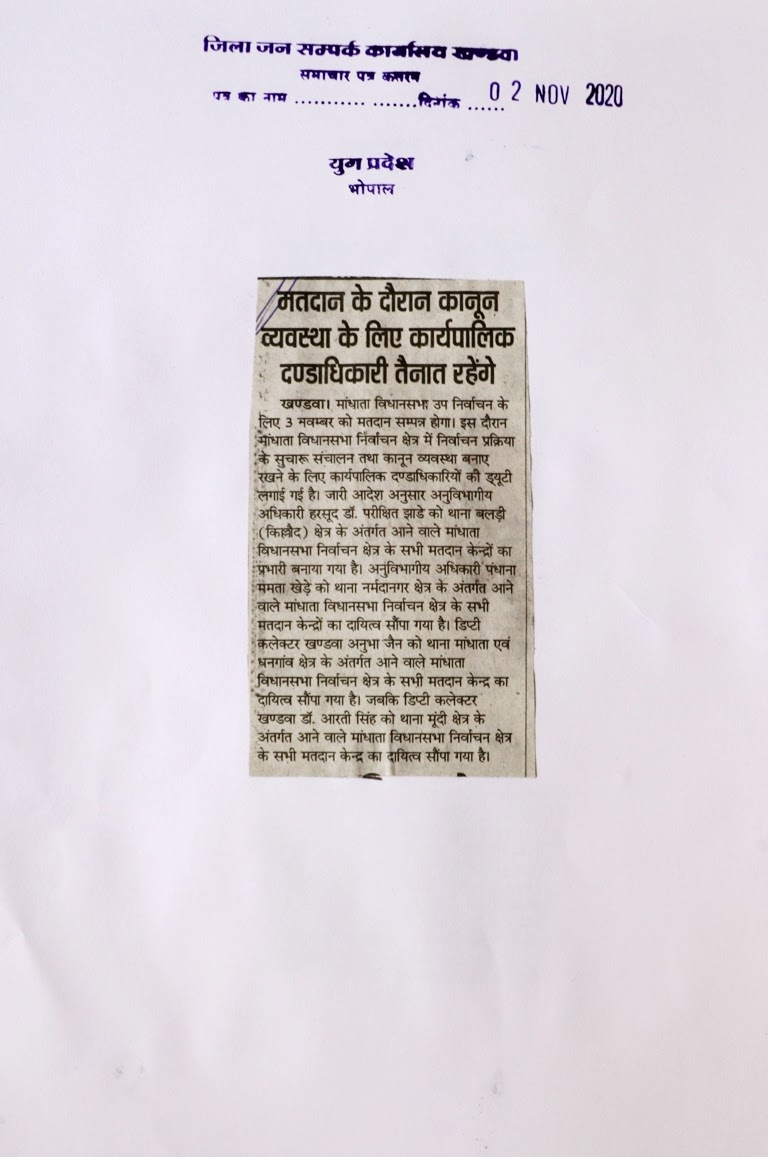 जिला जन सम्पर्क कार्यालय खण्डवा
समाचार पत्र कतरन
पत्र का नाम ........... .......दिनांक ...... 02 NOV 2020
युग प्रदेश
भोपाल
मतदान के दौरान कानून
व्यवस्था के लिए कार्यपालिक
दण्डाधिकारी तैनात रहेंगे
खण्डवा। मांधाता विधानसभा उप निर्वाचन के
लिए 3 नवम्बर को मतदान सम्पन्न होगा। इस दौरान
मांधाता विधानसभा निर्वाचन क्षेत्र में निर्वाचन प्रक्रिया
के सुचारू संचालन तथा कानून व्यवस्था बनाए
रखने के लिए कार्यपालिक दण्डाधिकारियों की ड्यूटी
लगाई गई है। जारी आदेश अनुसार अनुविभागीय
अधिकारी हरसूद डॉ. परीक्षित झाडे को थाना बलड़ी
(किल्लौद) क्षेत्र के अंतर्गत आने वाले मांधाता
विधानसभा निर्वाचन क्षेत्र के सभी मतदान केन्द्रों का
प्रभारी बनाया गया है। अनुविभागीय अधिकारी पंधाना
ममता खेड़े को थाना नर्मदानगर क्षेत्र के अंतर्गत आने
वाले मांधाता विधानसभा निर्वाचन क्षेत्र के सभी
मतदान केन्द्रों का दायित्व सौंपा गया है। डिप्टी
कलेक्टर खण्डवा अनुभा जैन को थाना मांधाता एवं
धनगांव क्षेत्र के अंतर्गत आने वाले मांधाता
विधानसभा निर्वाचन क्षेत्र के सभी मतदान केन्द्र का
दायित्व सौंपा गया है। जबकि डिप्टी कलेक्टर
खण्डवा डॉ. आरती सिंह को थाना मूंदी क्षेत्र के
अंतर्गत आने वाले मांधाता विधानसभा निर्वाचन क्षेत्र
के सभी मतदान केन्द्र का दायित्व सौंपा गया है।